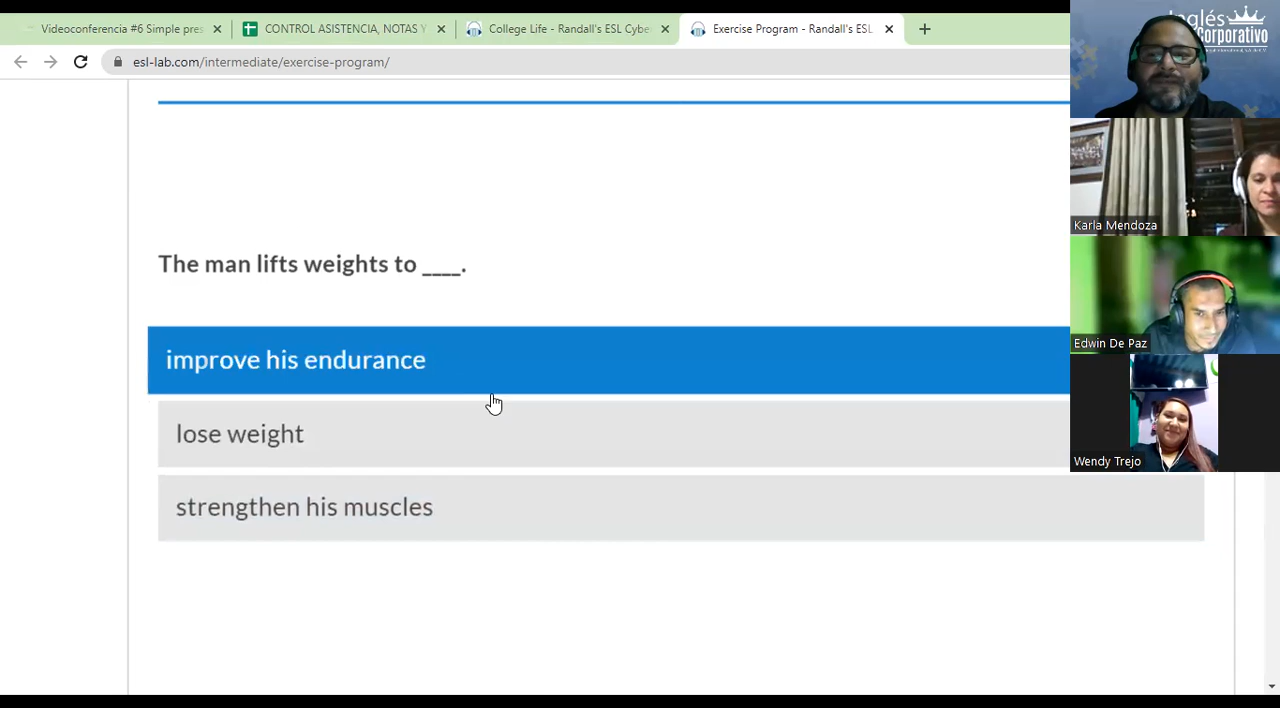 Videoconferencia #6 Simple pres
CONTROL ASISTENCIA, NOTAS Y
College Life - Randall's ESL Cybe
Exercise Program - Randall's ESL
esl-lab.com/intermediate/exercise-program/
Inglés
Corporativo
The man lifts weights to ____.
improve his endurance
lose weight
strengthen his muscles
Karla Mendoza
Edwin De Paz
Wendy Trejo